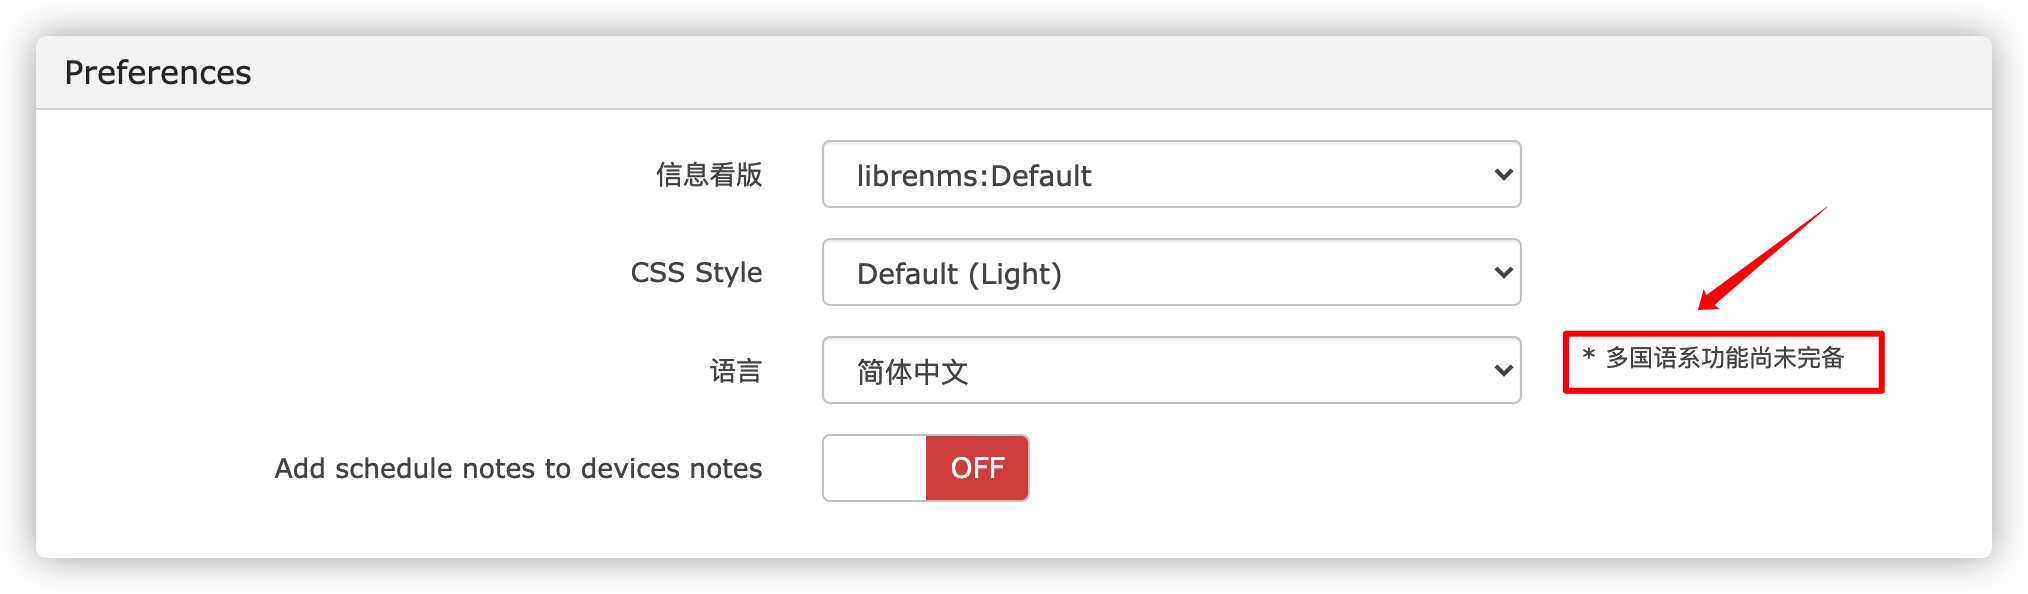 Preferences
信息看版
librenms:Default
CSS Style
Default (Light)
语言
简体中文
* 多国语系功能尚未完备
Add schedule notes to devices notes
OFF